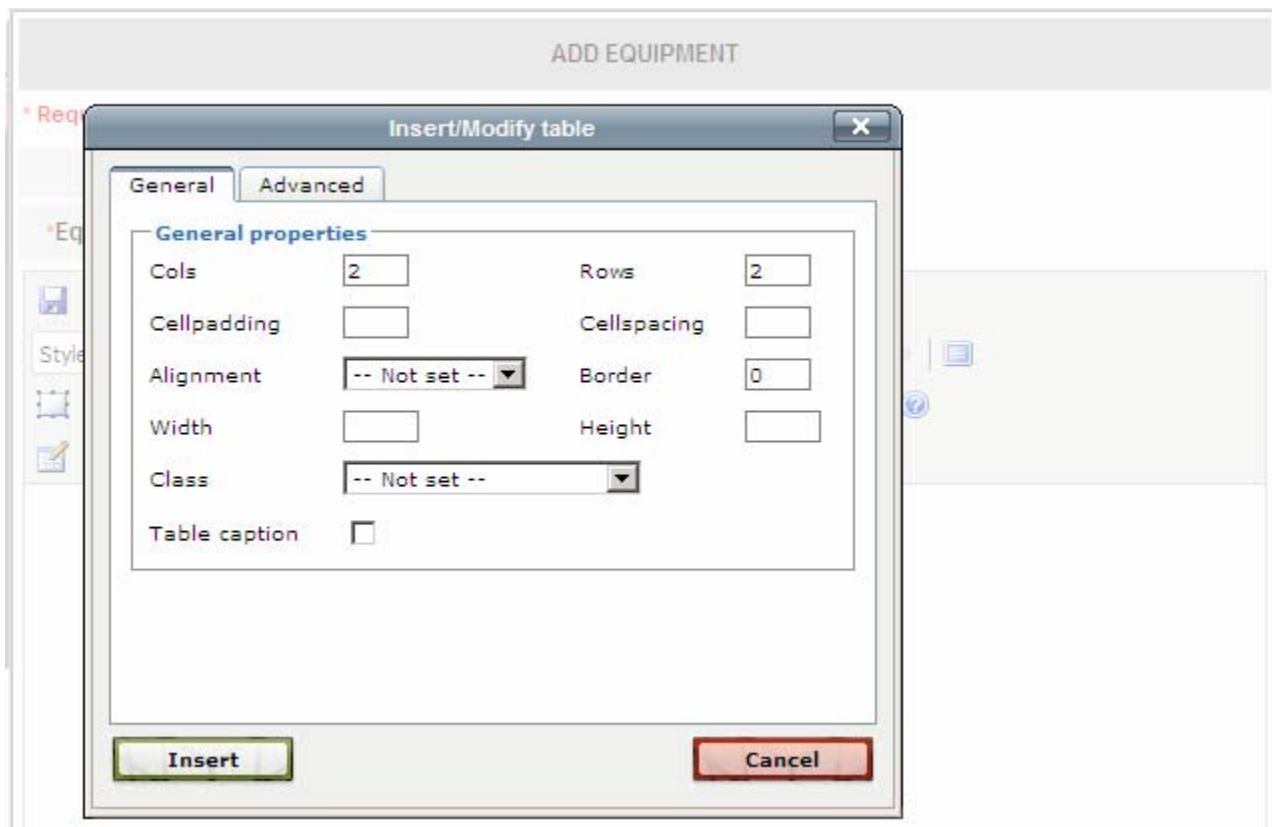 ADD EQUIPMENT
* Requ
Insert/Modify table
General Advanced
*Eq
General properties
Cols 2 Rows 2
Cellpadding Cellspacing
Style
Alignment -- Not set -- Border 0
Width Height
Class -- Not set --
Table caption
Insert Cancel